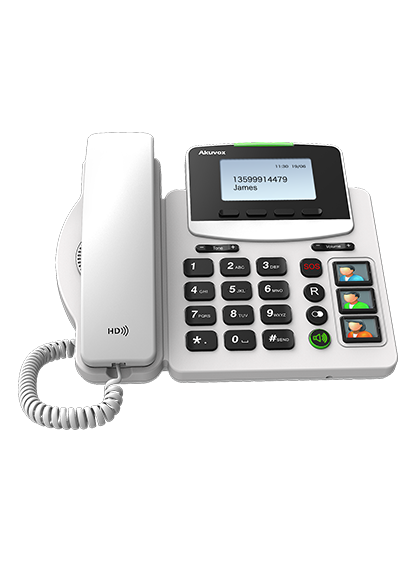 Akuvox
11:30 19/06
13599914479
James
Tone
Volume
1 2 ABC 3 DEF SOS
4 GHI 5 JKL 6 MNO R
7 PQRS 8 TUV 9 WXYZ
*. 0 # SEND
HD